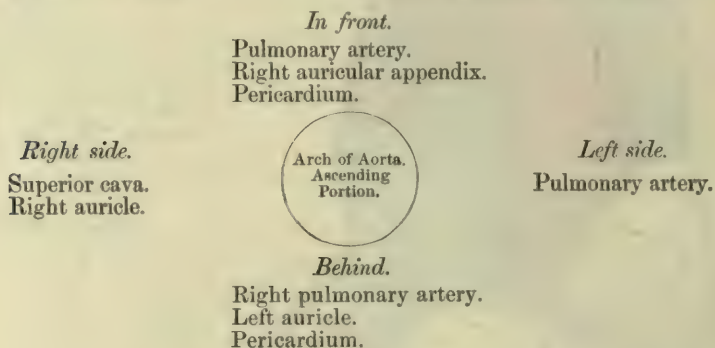 In front.
Pulmonary artery.
Right auricular appendix.
Pericardium.
Right side.
Superior cava.
Right auricle.
Arch of Aorta.
Ascending
Portion.
Left side.
Pulmonary artery.
Behind.
Right pulmonary artery.
Left auricle.
Pericardium.